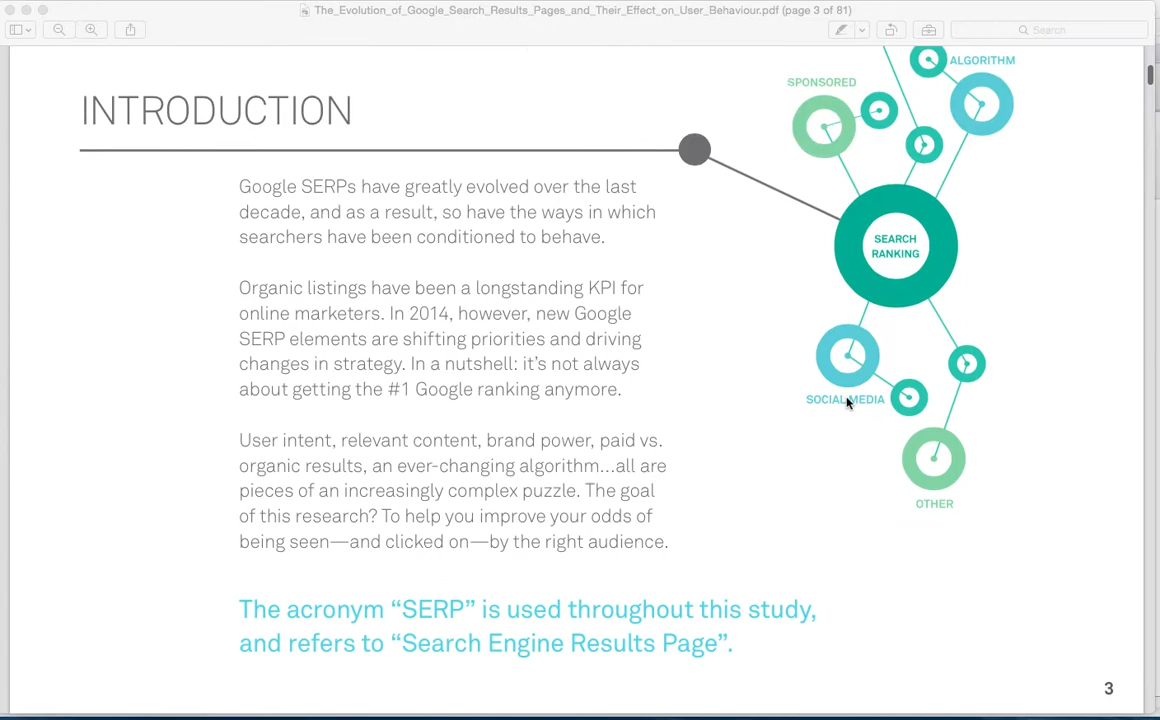 The_Evolution_of_Google_Search_Results_Pages_and_Their_Effect_on_User_Behaviour.pdf (page 3 of 81)
Search
ALGORITHM
SPONSORED
INTRODUCTION
Google SERPs have greatly evolved over the last
decade, and as a result, so have the ways in which
searchers have been conditioned to behave.
SEARCH
RANKING
Organic listings have been a longstanding KPI for
online marketers. In 2014, however, new Google
SERP elements are shifting priorities and driving
changes in strategy. In a nutshell: it's not always
about getting the #1 Google ranking anymore.
SOCIAL MEDIA
User intent, relevant content, brand power, paid vs.
organic results, an ever-changing algorithm...all are
pieces of an increasingly complex puzzle. The goal
of this research? To help you improve your odds of
being seen—and clicked on—by the right audience.
OTHER
The acronym “SERP” is used throughout this study,
and refers to “Search Engine Results Page”.
3